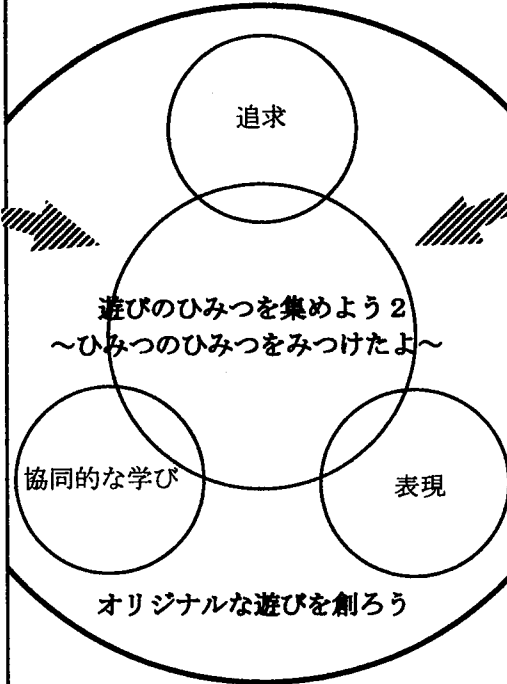 追求
遊びのひみつを集めよう２
～ひみつのひみつをみつけたよ～
協同的な学び
表現
オリジナルな遊びを創ろう